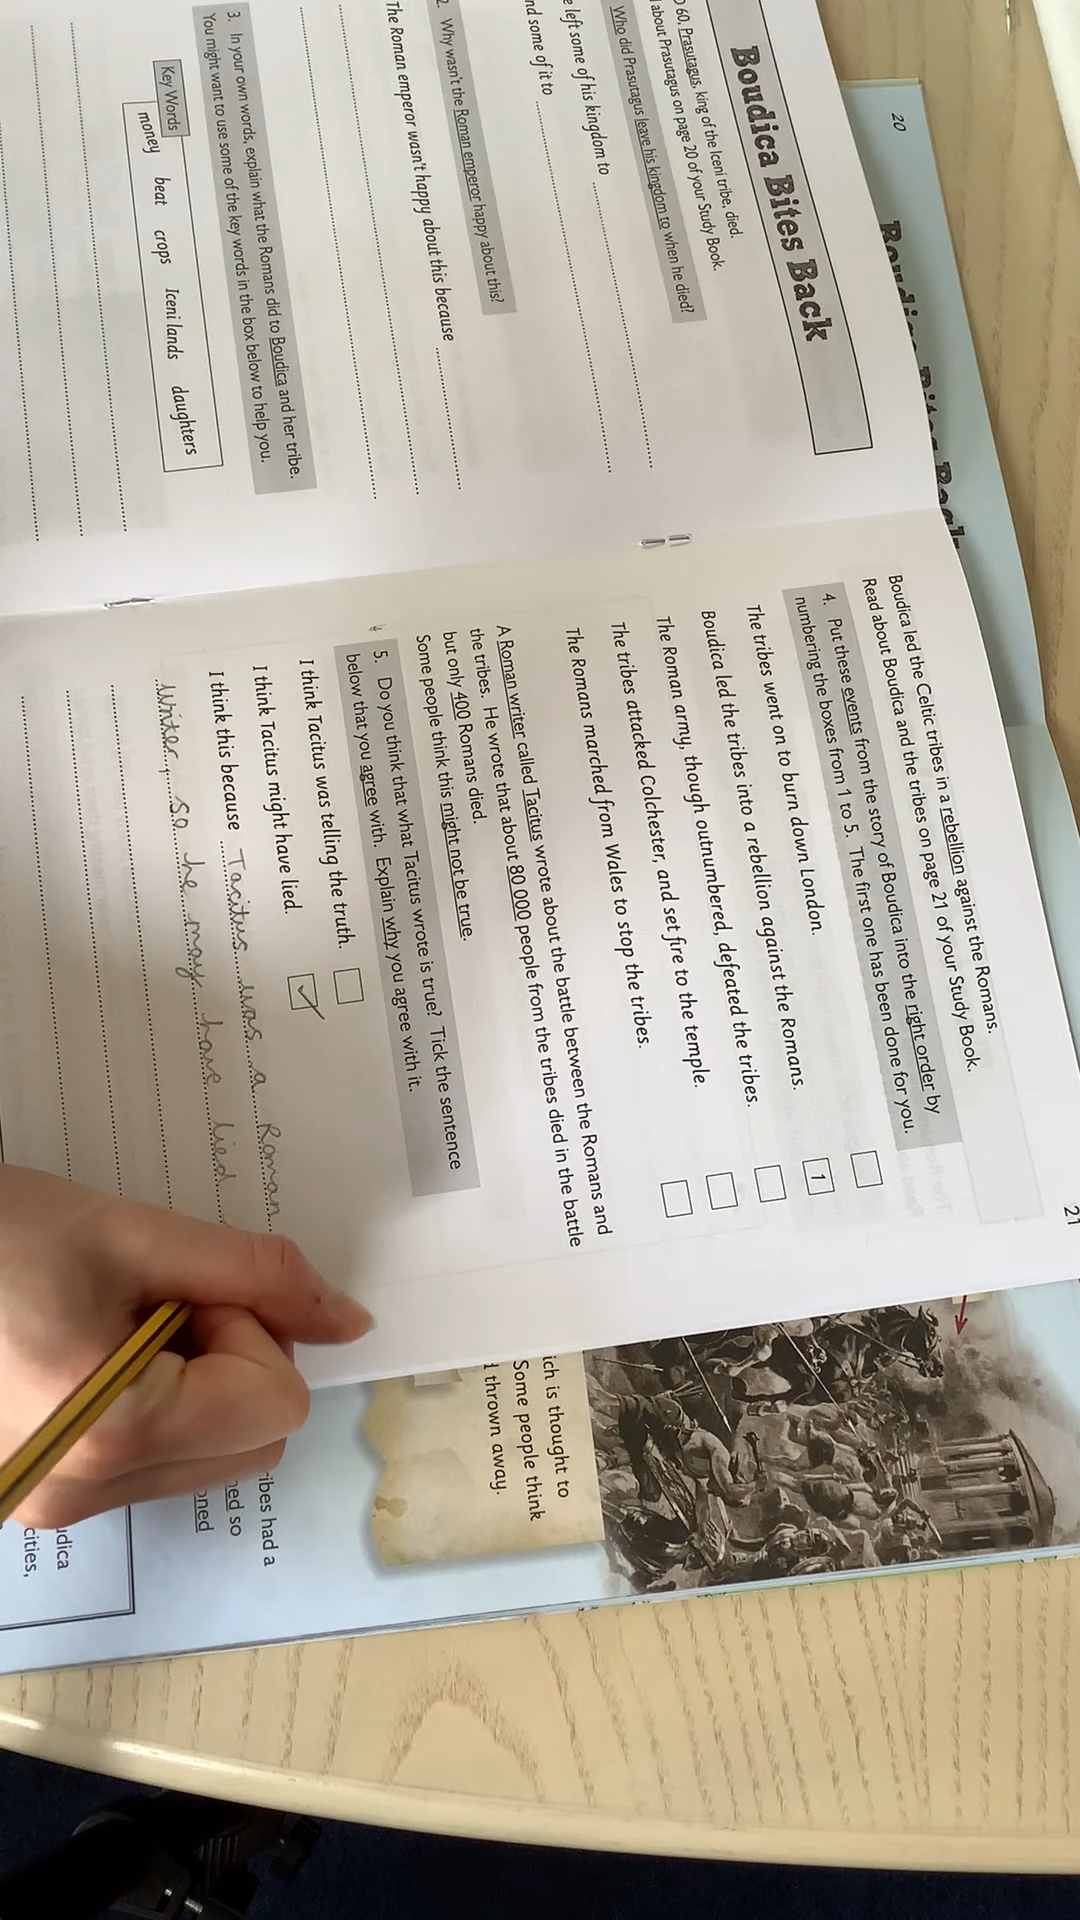 20
Boudica Bites Back
60, Prasutagus, king of the Iceni tribe, died.
about Prasutagus on page 20 of your Study Book.
Who did Prasutagus leave his kingdom to when he died?
left some of his kingdom to
some of it to
2. Why wasn't the Roman emperor happy about this?
The Roman emperor wasn't happy about this because
3. In your own words, explain what the Romans did to Boudica and her tribe.
You might want to use some of the key words in the box below to help you.
Key Words
money beat crops Iceni lands daughters
21
Boudica led the Celtic tribes in a rebellion against the Romans.
Read about Boudica and the tribes on page 21 of your Study Book.
4. Put these events from the story of Boudica into the right order by
numbering the boxes from 1 to 5. The first one has been done for you.
The tribes went on to burn down London.
Boudica led the tribes into a rebellion against the Romans. 1
The Roman army, though outnumbered, defeated the tribes.
The tribes attacked Colchester, and set fire to the temple.
The Romans marched from Wales to stop the tribes.
A Roman writer called Tacitus wrote about the battle between the Romans and
the tribes. He wrote that about 80 000 people from the tribes died in the battle
but only 400 Romans died.
Some people think this might not be true.
5. Do you think that what Tacitus wrote is true? Tick the sentence
below that you agree with. Explain why you agree with it.
I think Tacitus was telling the truth.
I think Tacitus might have lied.
I think this because Tacitus was a Roman
writer, so he may have lied
ich is thought to
Some people think
thrown away.
ribes had a
so
cities,